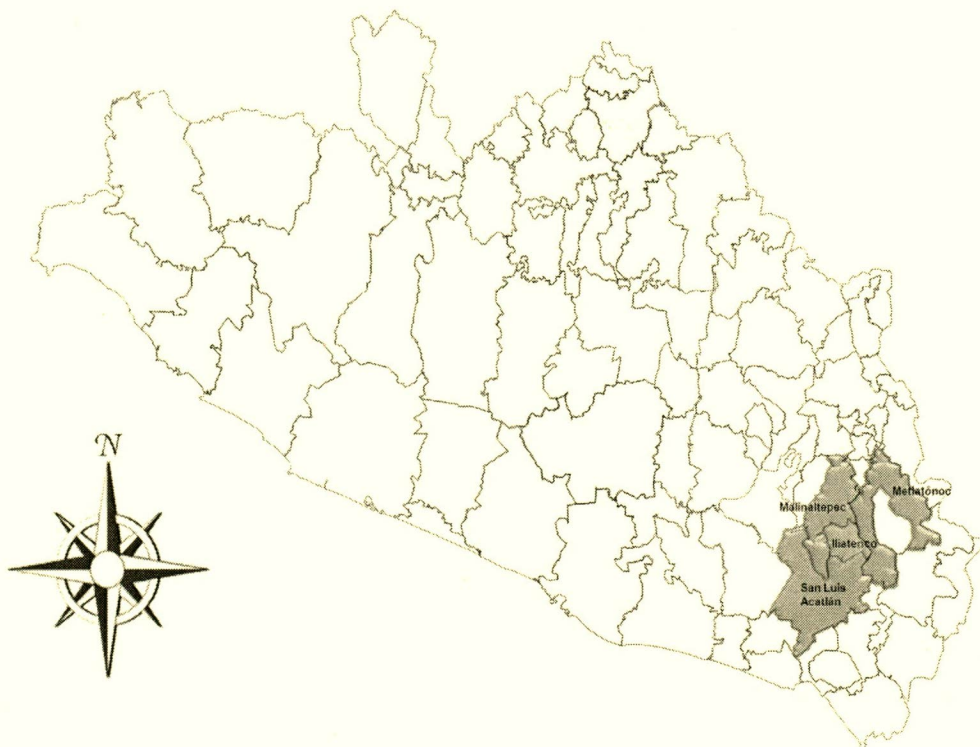 N
Metlatónoc
Malinaltepec
Iliatenco
San Luis
Acatlán